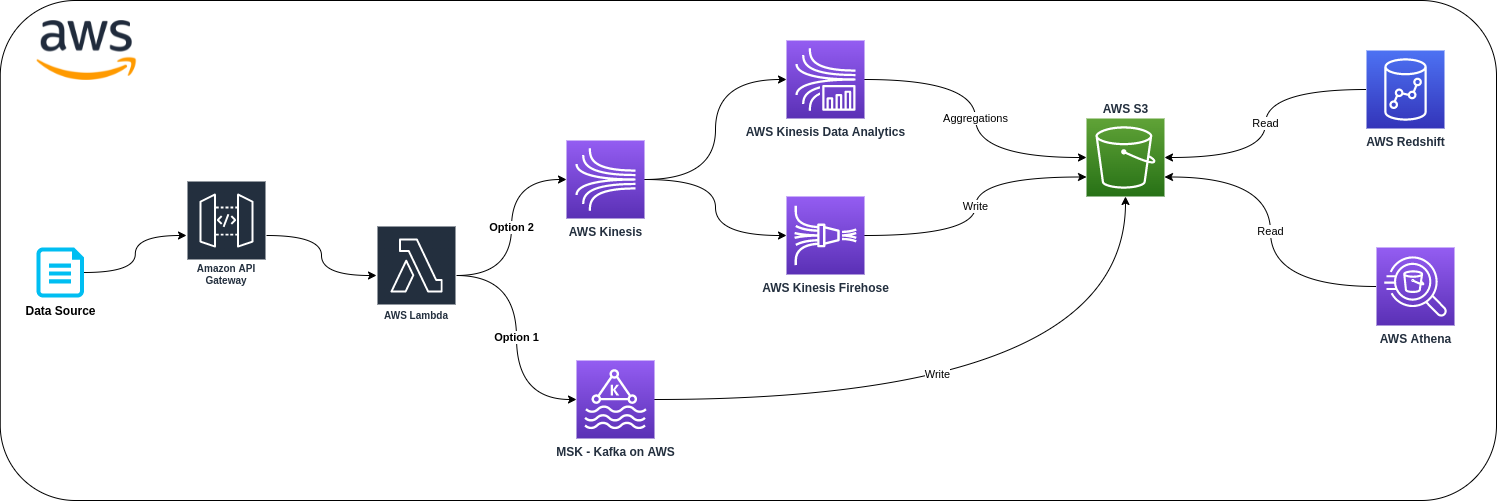 aws
AWS Kinesis Data Analytics
Aggregations
AWS S3
Read
AWS Redshift
Option 2
AWS Kinesis
Write
AWS Kinesis Firehose
Read
AWS Athena
Amazon API
Gateway
Data Source
AWS Lambda
Option 1
K
MSK - Kafka on AWS
Write